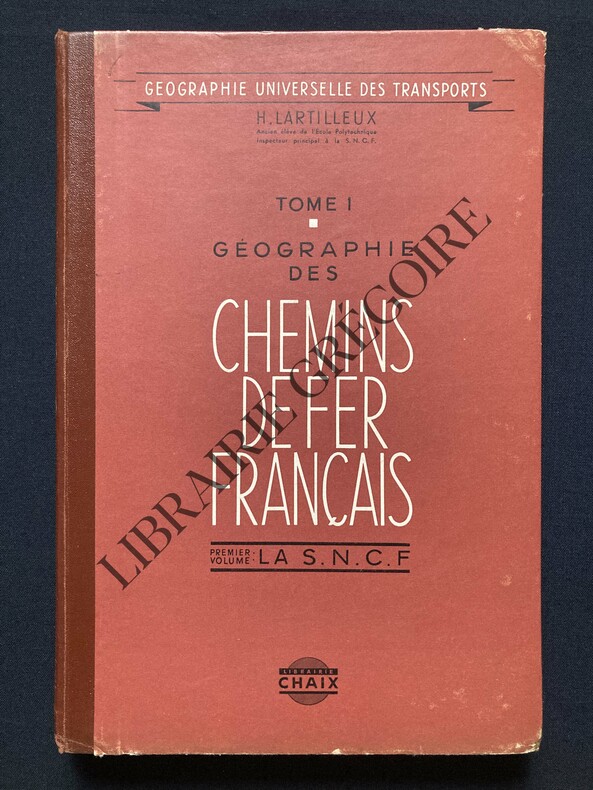 GÉOGRAPHIE UNIVERSELLE DES TRANSPORTS
H. LARTILLEUX
Ancien élève de l'École Polytechnique
Inspecteur principal à la S.N.C.F.
TOME I
GÉOGRAPHIE
DES
CHEMINS
DE FER
FRANÇAIS
PREMIER
VOLUME
LA S.N.C.F
LIBRAIRIE
CHAIX
LIBRAIRIE GRÉGOIRE